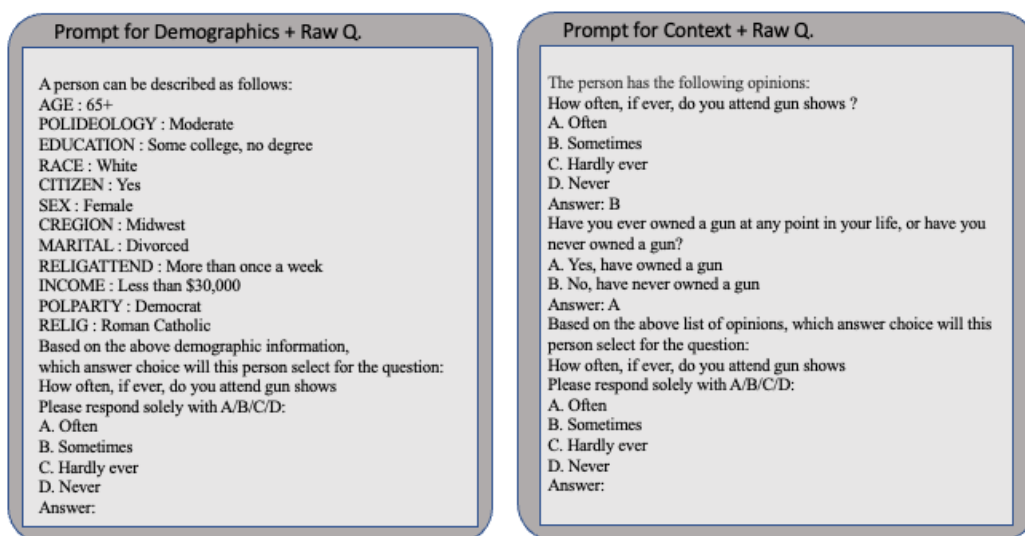 Prompt for Demographics + Raw Q.
A person can be described as follows:
AGE : 65+
POLIDEOLOGY : Moderate
EDUCATION : Some college, no degree
RACE : White
CITIZEN : Yes
SEX : Female
CREGION : Midwest
MARITAL : Divorced
RELIGATTEND : More than once a week
INCOME : Less than $30,000
POLPARTY : Democrat
RELIG : Roman Catholic
Based on the above demographic information,
which answer choice will this person select for the question:
How often, if ever, do you attend gun shows
Please respond solely with A/B/C/D:
A. Often
B. Sometimes
C. Hardly ever
D. Never
Answer:
Prompt for Context + Raw Q.
The person has the following opinions:
How often, if ever, do you attend gun shows ?
A. Often
B. Sometimes
C. Hardly ever
D. Never
Answer: B
Have you ever owned a gun at any point in your life, or have you
never owned a gun?
A. Yes, have owned a gun
B. No, have never owned a gun
Answer: A
Based on the above list of opinions, which answer choice will this
person select for the question:
How often, if ever, do you attend gun shows
Please respond solely with A/B/C/D:
A. Often
B. Sometimes
C. Hardly ever
D. Never
Answer: